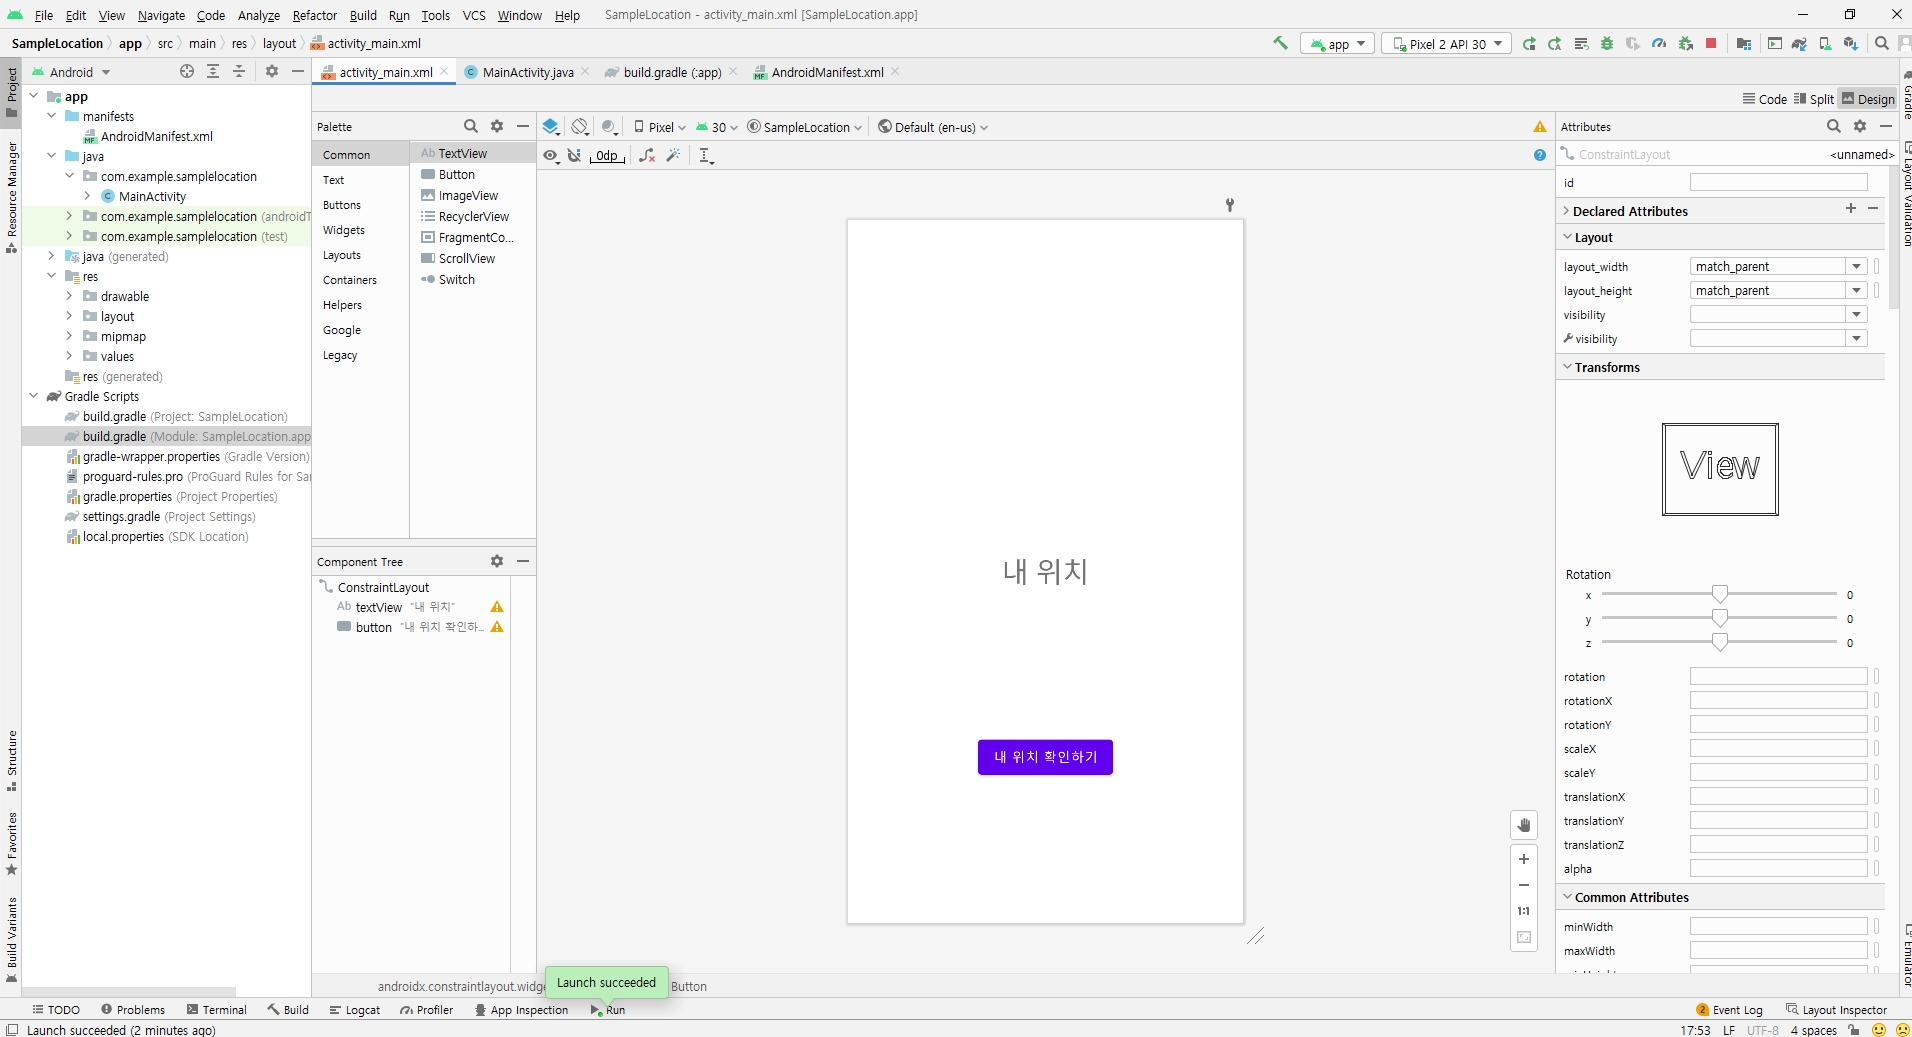 File Edit View Navigate Code Analyze Refactor Build Run Tools VCS Window Help SampleLocation - activity_main.xml [SampleLocation.app]
SampleLocation app src main res layout activity_main.xml
app Pixel 2 API 30
Project
Resource Manager
Structure
Favorites
Build Variants
Android
app
manifests
AndroidManifest.xml
java
com.example.samplelocation
MainActivity
com.example.samplelocation (androidT
com.example.samplelocation (test)
java (generated)
res
drawable
layout
mipmap
values
res (generated)
Gradle Scripts
build.gradle (Project: SampleLocation)
build.gradle (Module: SampleLocation.app
gradle-wrapper.properties (Gradle Version)
proguard-rules.pro (ProGuard Rules for Sa
gradle.properties (Project Properties)
settings.gradle (Project Settings)
local.properties (SDK Location)
activity_main.xml MainActivity.java build.gradle (:app) AndroidManifest.xml
Code Split Design
Palette
Common
Text
Buttons
Widgets
Layouts
Containers
Helpers
Google
Legacy
Ab TextView
Button
ImageView
RecyclerView
FragmentCo...
ScrollView
Switch
Component Tree
ConstraintLayout
Ab textView "내 위치"
button "내 위치 확인하...
Pixel 30 SampleLocation Default (en-us)
0dp
내 위치
내 위치 확인하기
1:1
Attributes
ConstraintLayout <unnamed>
id
Declared Attributes
Layout
layout_width match_parent
layout_height match_parent
visibility
visibility
Transforms
View
Rotation
x 0
y 0
z 0
rotation
rotationX
rotationY
scaleX
scaleY
translationX
translationY
translationZ
alpha
Common Attributes
minWidth
maxWidth
Gradle
Layout Validation
Emulator
androidx.constraintlayout.widge
Launch succeeded
Button
TODO Problems Terminal Build Logcat Profiler App Inspection Run
2 Event Log Layout Inspector
Launch succeeded (2 minutes ago)
17:53 LF UTF-8 4 spaces